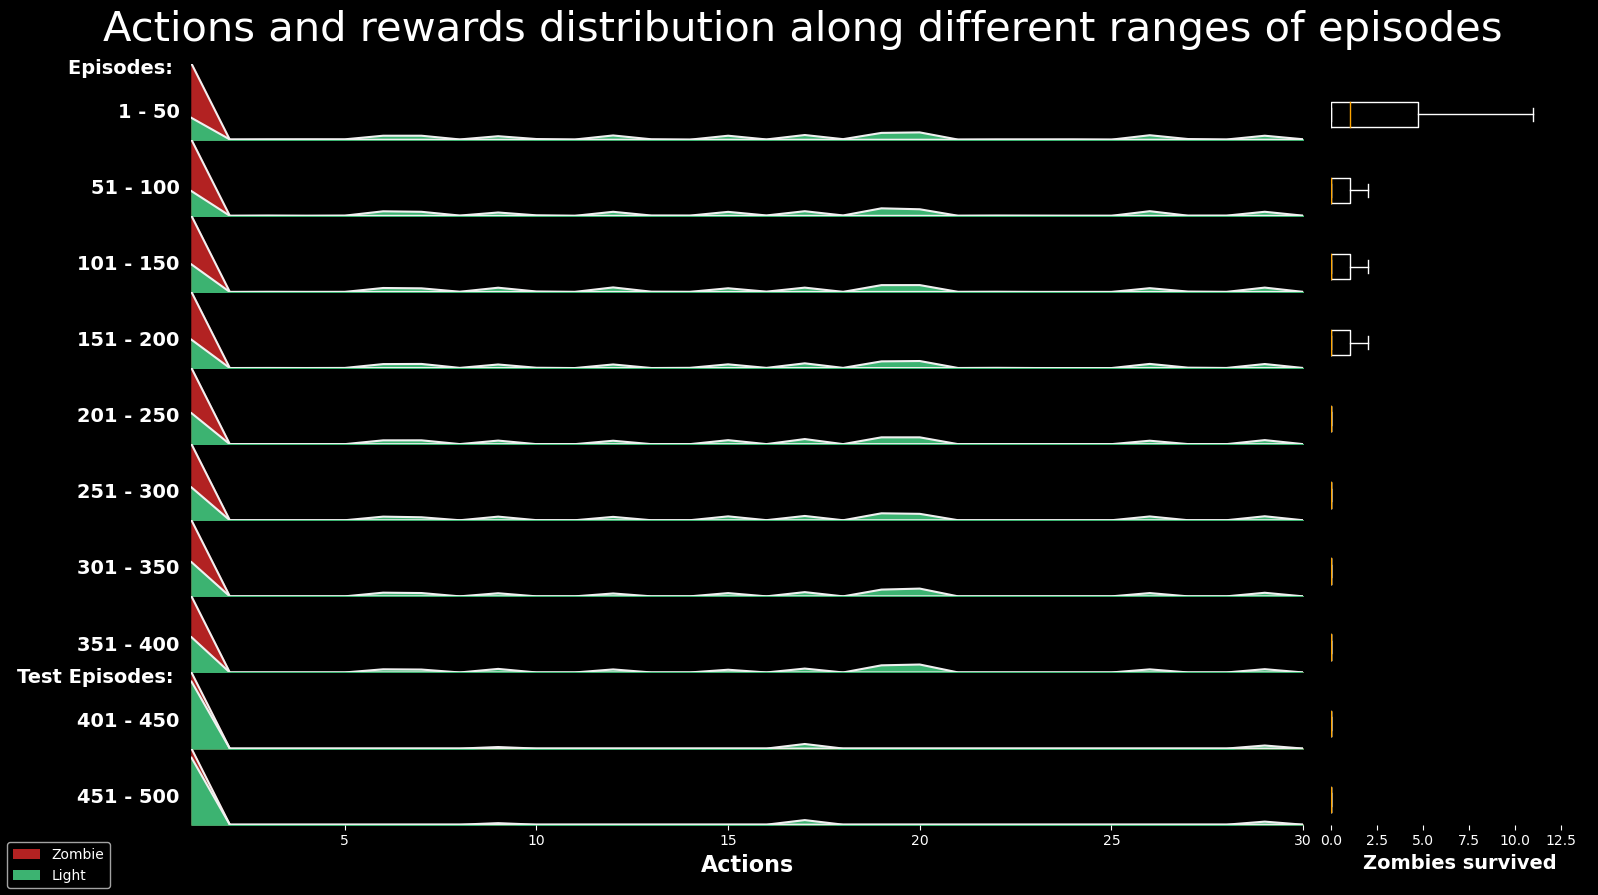 Actions and rewards distribution along different ranges of episodes
Episodes:
1 - 50
51 - 100
101 - 150
151 - 200
201 - 250
251 - 300
301 - 350
351 - 400
Test Episodes:
401 - 450
451 - 500
5 10 15 20 25 30
0.0 2.5 5.0 7.5 10.0 12.5
Actions
Zombies survived
Zombie
Light